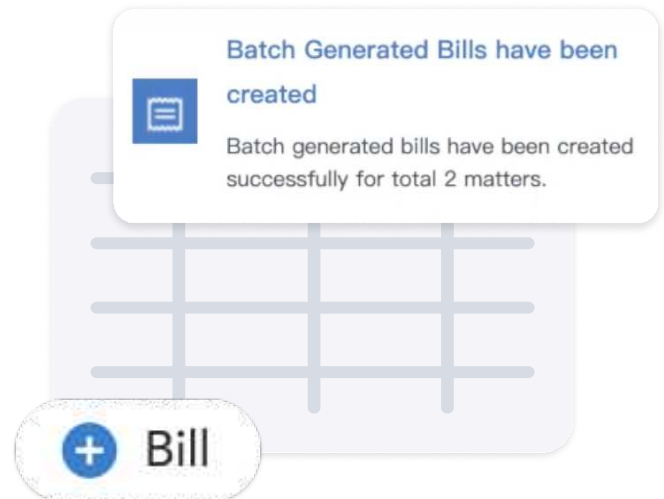 Batch Generated Bills have been
created
Batch generated bills have been created
successfully for total 2 matters.
Bill